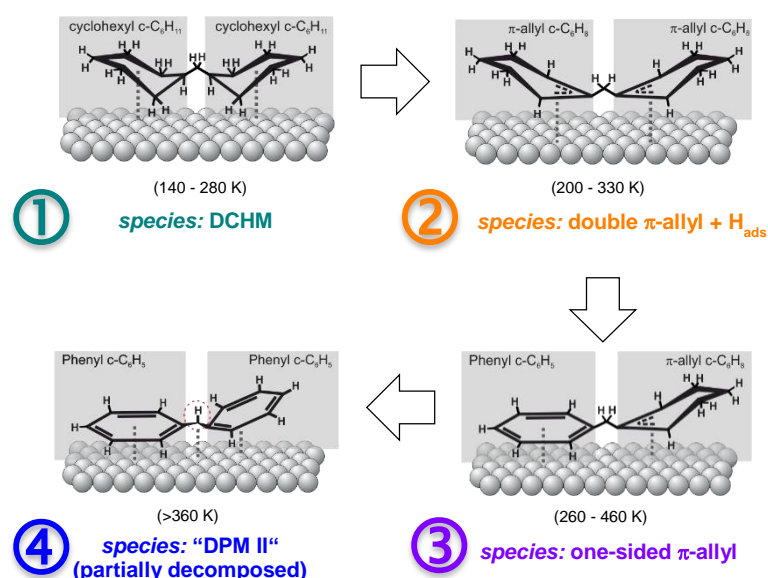 cyclohexyl c-C₆H₁₁ cyclohexyl c-C₆H₁₁
H H H H H H H H
H H H H H H H H
H H H H H H
(140 - 280 K)
① species: DCHM
π-allyl c-C₆H₈ π-allyl c-C₆H₈
H H H H H H H H
H H H H H H
H H
(200 - 330 K)
② species: double π-allyl + Hₐds
Phenyl c-C₆H₅ π-allyl c-C₆H₈
H H H H H H
H H H H H
H H H
(260 - 460 K)
③ species: one-sided π-allyl
Phenyl c-C₆H₅ Phenyl c-C₆H₅
H H H H H
H H H
H H H
(>360 K)
④ species: “DPM II“
(partially decomposed)